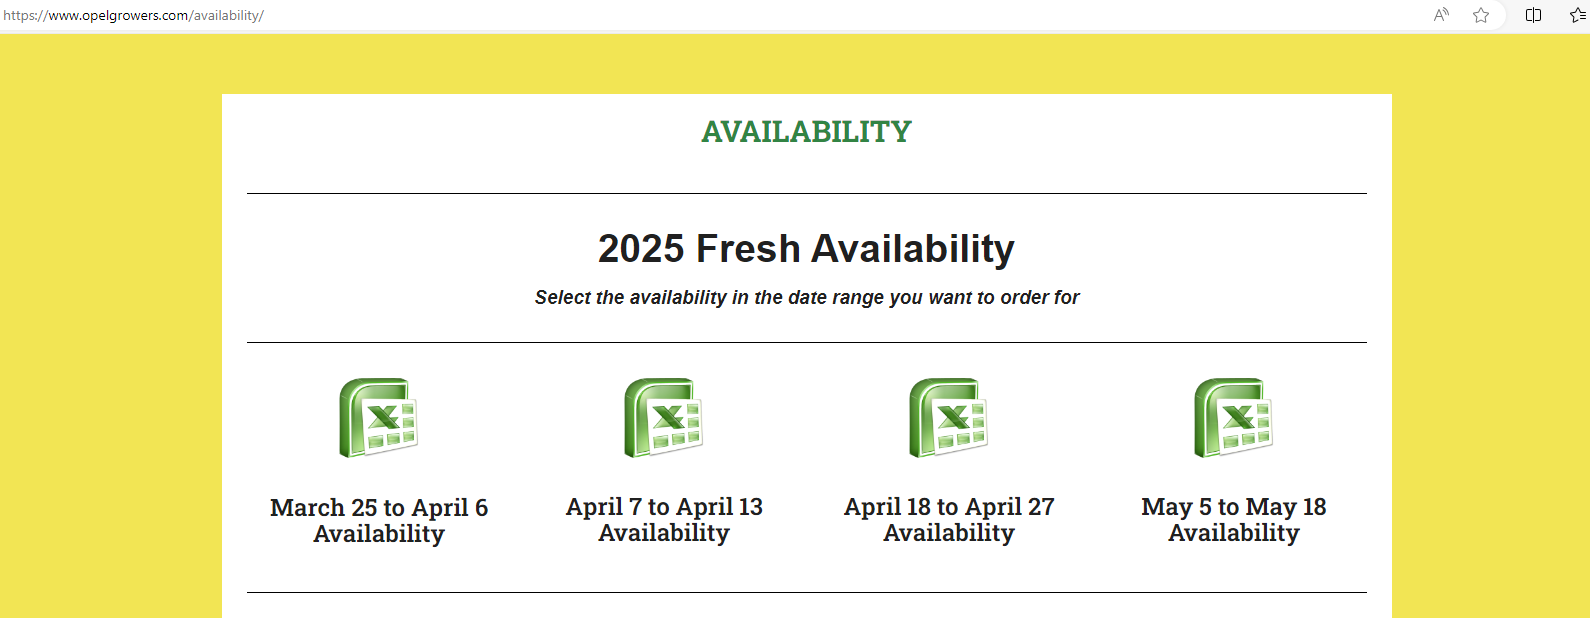 https://www.opelgrowers.com/availability/
AVAILABILITY
2025 Fresh Availability
Select the availability in the date range you want to order for
March 25 to April 6
Availability
April 7 to April 13
Availability
April 18 to April 27
Availability
May 5 to May 18
Availability